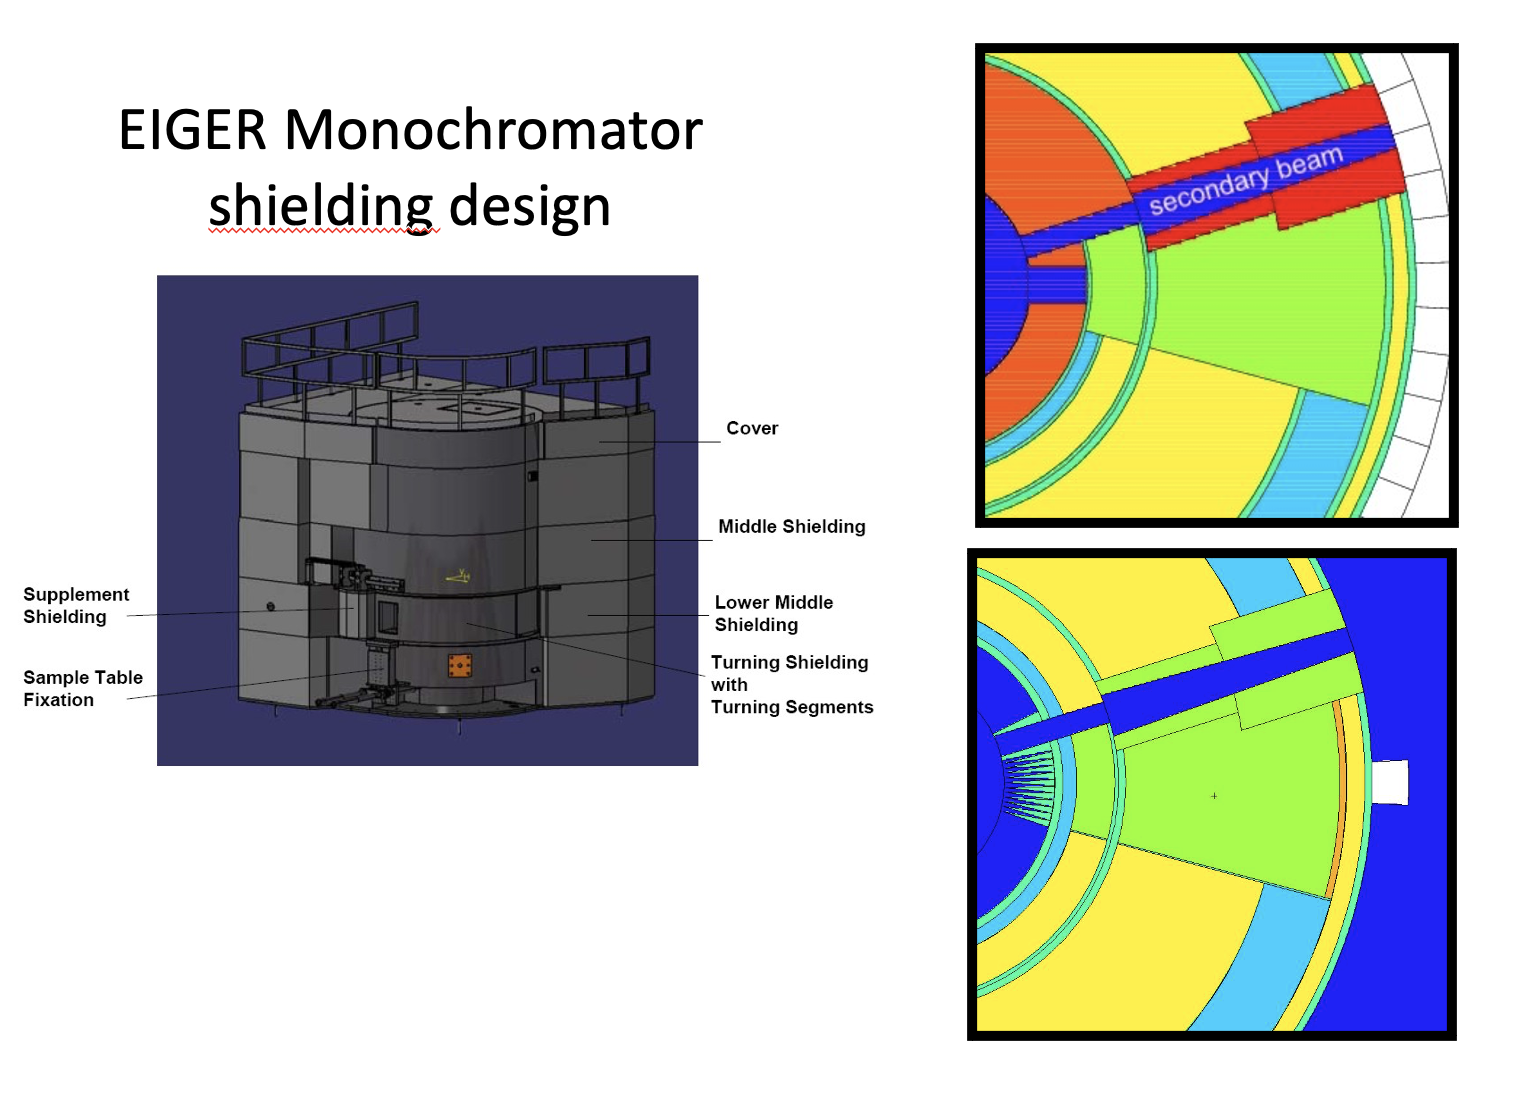 EIGER Monochromator
shielding design
Cover
Middle Shielding
Supplement
Shielding
Lower Middle
Shielding
Sample Table
Fixation
Turning Shielding
with
Turning Segments
secondary beam